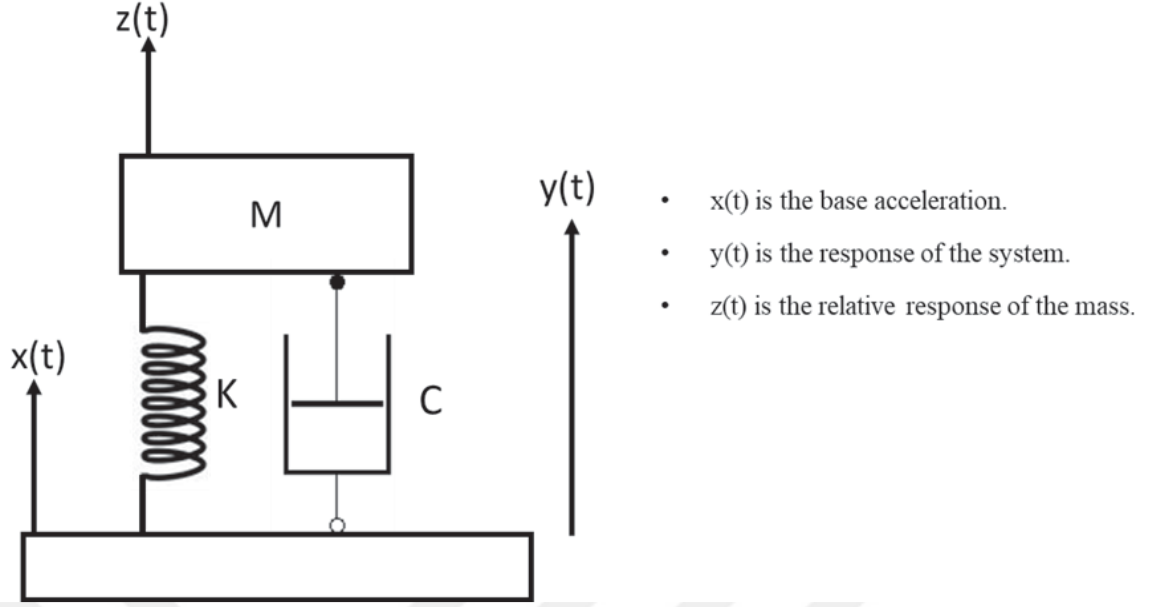 z(t)
M
y(t)
x(t)
K
C
• x(t) is the base acceleration.
• y(t) is the response of the system.
• z(t) is the relative response of the mass.